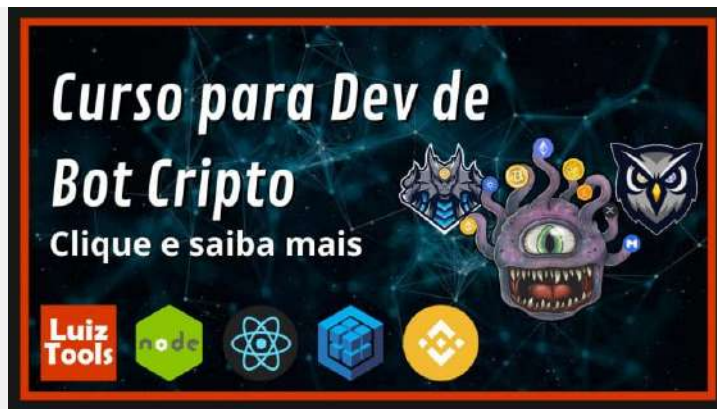 Curso para Dev de
Bot Cripto
Clique e saiba mais
Luiz
Tools
node